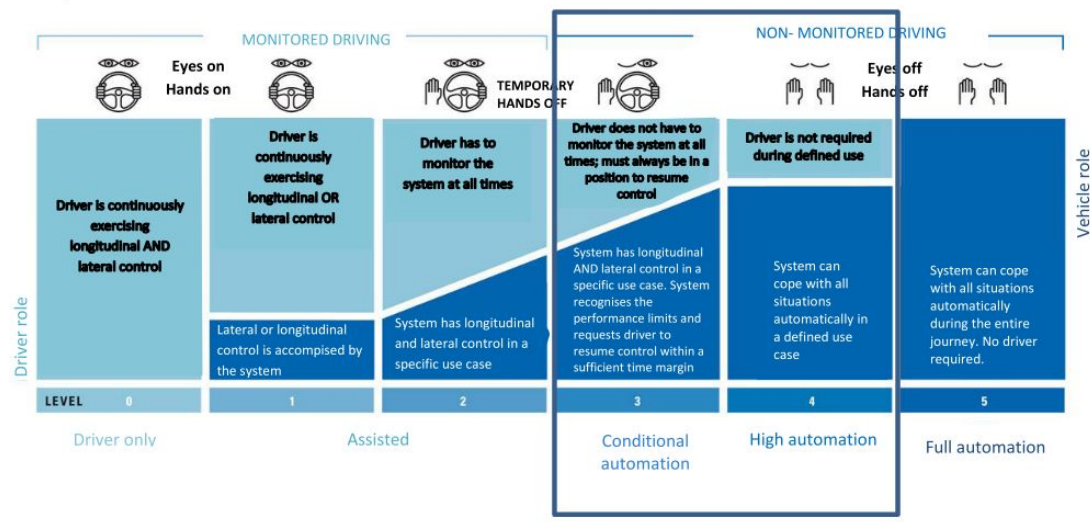 MONITORED DRIVING
NON- MONITORED DRIVING
Eyes on
Hands on
TEMPORARY
HANDS OFF
Eyes off
Hands off
Driver is continuously
exercising
longitudinal AND
lateral control
Driver is
continuously
exercising
longitudinal OR
lateral control
Driver has to
monitor the
system at all times
Driver does not have to
monitor the system at all
times; must always be in a
position to resume
control
Driver is not required
during defined use
Lateral or longitudinal
control is accompised by
the system
System has longitudinal
and lateral control in a
specific use case
System has longitudinal
AND lateral control in a
specific use case. System
recognises the
performance limits and
requests driver to
resume control within a
sufficient time margin
System can
cope with all
situations
automatically in
a defined use
case
System can cope
with all situations
automatically
during the entire
journey. No driver
required.
Driver role
Vehicle role
LEVEL 0 1 2 3 4 5
Driver only
Assisted
Conditional
automation
High automation
Full automation